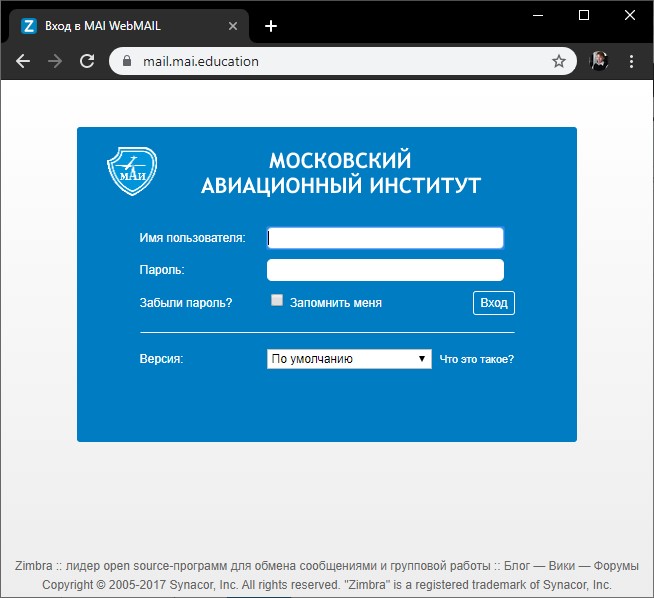 Вход в MAI WebMAIL
mail.mai.education
МАИ
МОСКОВСКИЙ
АВИАЦИОННЫЙ ИНСТИТУТ
Имя пользователя:
Пароль:
Забыли пароль? Запомнить меня Вход
Версия: По умолчанию Что это такое?
Zimbra :: лидер open source-программ для обмена сообщениями и групповой работы :: Блог — Вики — Форумы
Copyright © 2005-2017 Synacor, Inc. All rights reserved. "Zimbra" is a registered trademark of Synacor, Inc.